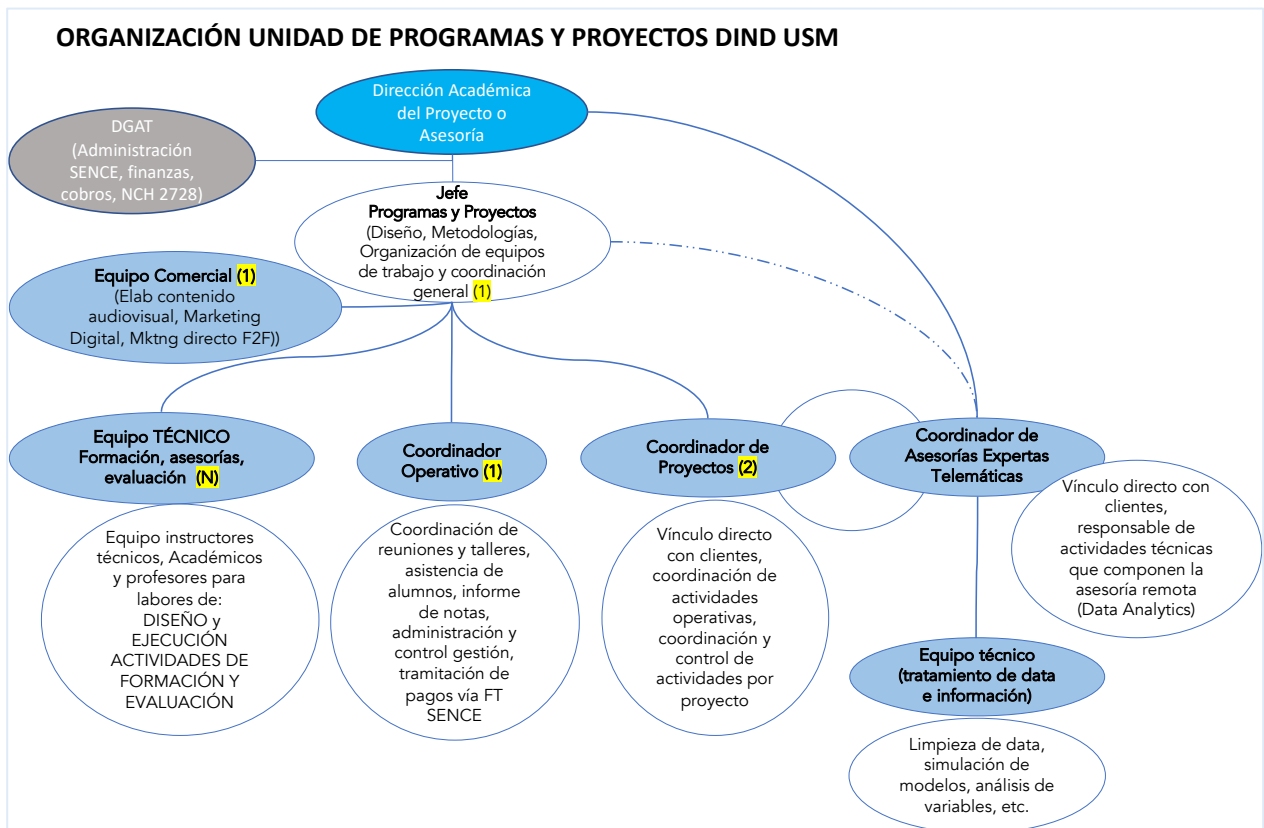 ORGANIZACIÓN UNIDAD DE PROGRAMAS Y PROYECTOS DIND USM
Dirección Académica
del Proyecto o
Asesoría
DGAT
(Administración
SENCE, finanzas,
cobros, NCH 2728)
Jefe
Programas y Proyectos
(Diseño, Metodologías,
Organización de equipos
de trabajo y coordinación
general (1)
Equipo Comercial (1)
(Elab contenido
audiovisual, Marketing
Digital, Mktng directo F2F))
Equipo TÉCNICO
Formación, asesorías,
evaluación (N)
Coordinador
Operativo (1)
Coordinador de
Proyectos (2)
Coordinador de
Asesorías Expertas
Telemáticas
Equipo instructores
técnicos, Académicos
y profesores para
labores de:
DISEÑO y
EJECUCIÓN
ACTIVIDADES DE
FORMACIÓN Y
EVALUACIÓN
Coordinación de
reuniones y talleres,
asistencia de
alumnos, informe
de notas,
administración y
control gestión,
tramitación de
pagos vía FT
SENCE
Vínculo directo
con clientes,
coordinación de
actividades
operativas,
coordinación y
control de
actividades por
proyecto
Vínculo directo con
clientes,
responsable de
actividades técnicas
que componen la
asesoría remota
(Data Analytics)
Equipo técnico
(tratamiento de data
e información)
Limpieza de data,
simulación de
modelos, análisis de
variables, etc.